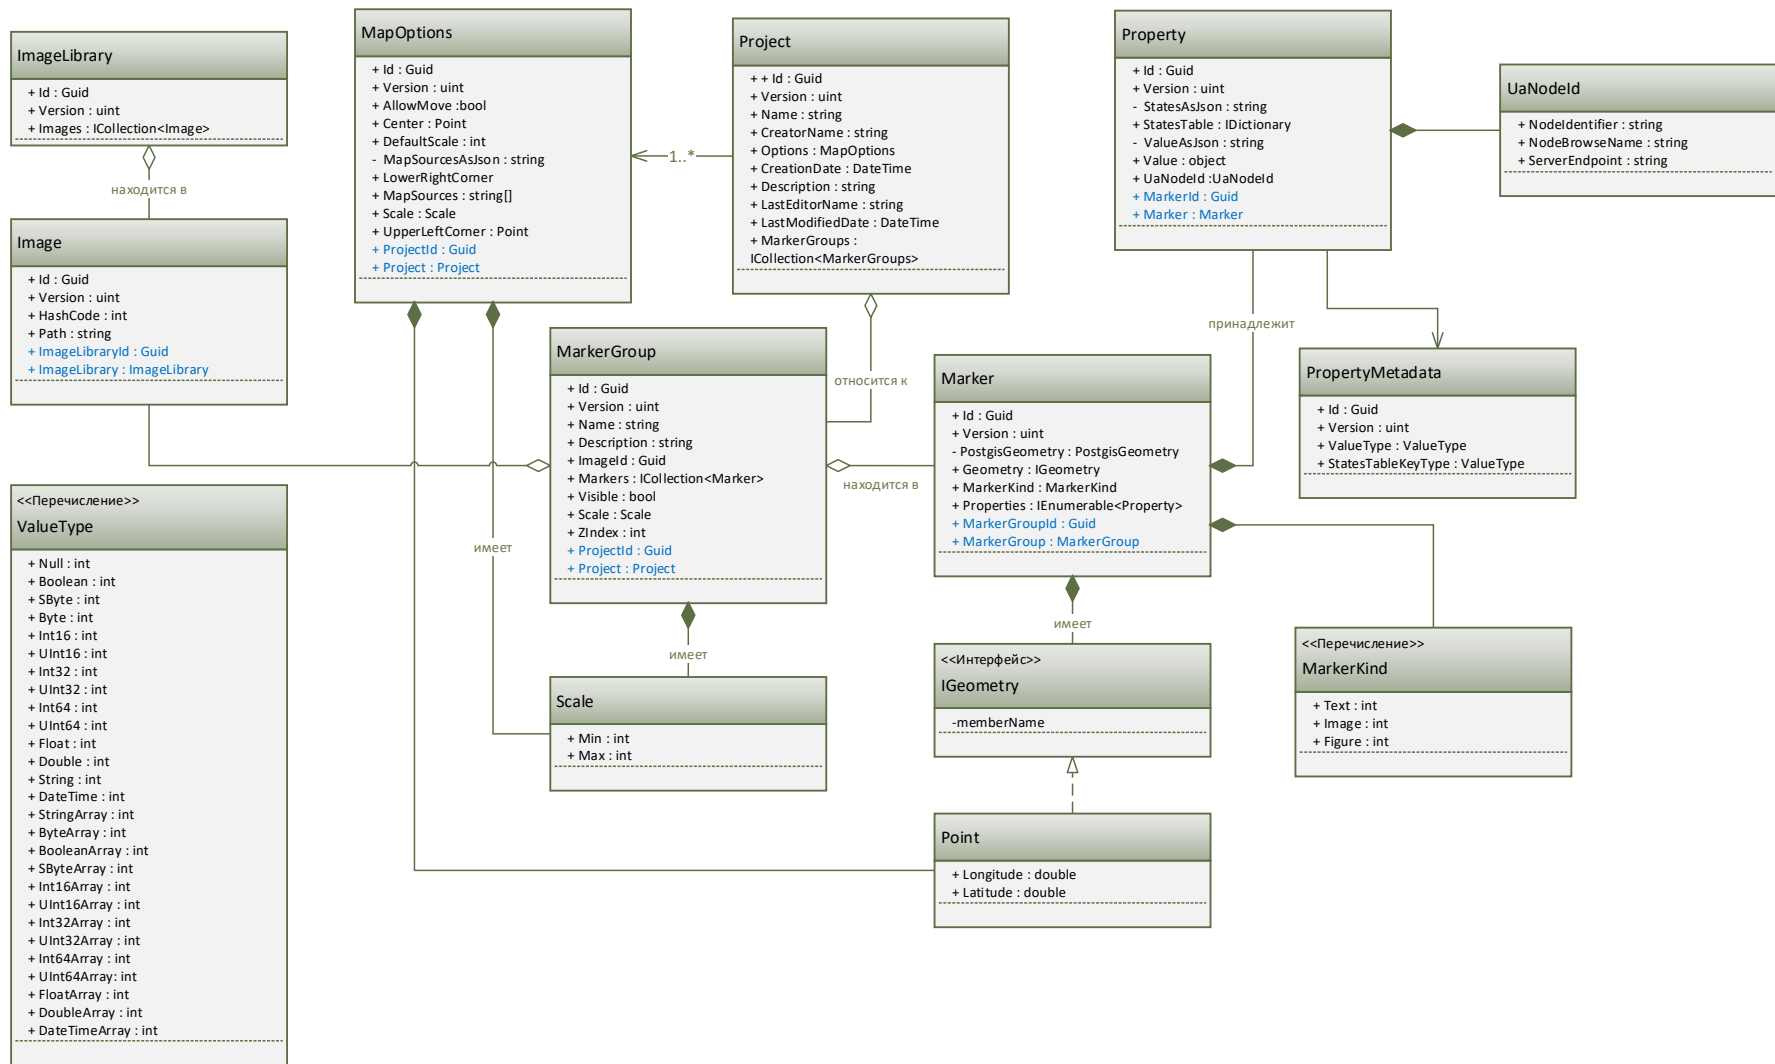 ImageLibrary
+ Id : Guid
+ Version : uint
+ Images : ICollection<Image>
находится в
Image
+ Id : Guid
+ Version : uint
+ HashCode : int
+ Path : string
+ ImageLibraryId : Guid
+ ImageLibrary : ImageLibrary
<<Перечисление>>
ValueType
+ Null : int
+ Boolean : int
+ SByte : int
+ Byte : int
+ Int16 : int
+ UInt16 : int
+ Int32 : int
+ UInt32 : int
+ Int64 : int
+ UInt64 : int
+ Float : int
+ Double : int
+ String : int
+ DateTime : int
+ StringArray : int
+ ByteArray : int
+ BooleanArray : int
+ SByteArray : int
+ Int16Array : int
+ UInt16Array : int
+ Int32Array : int
+ UInt32Array : int
+ Int64Array : int
+ UInt64Array: int
+ FloatArray : int
+ DoubleArray : int
+ DateTimeArray : int
MapOptions
+ Id : Guid
+ Version : uint
+ AllowMove :bool
+ Center : Point
+ DefaultScale : int
- MapSourcesAsJson : string
+ LowerRightCorner
+ MapSources : string[]
+ Scale : Scale
+ UpperLeftCorner : Point
+ ProjectId : Guid
+ Project : Project
1..*
Project
+ + Id : Guid
+ Version : uint
+ Name : string
+ CreatorName : string
+ Options : MapOptions
+ CreationDate : DateTime
+ Description : string
+ LastEditorName : string
+ LastModifiedDate : DateTime
+ MarkerGroups :
ICollection<MarkerGroups>
относится к
MarkerGroup
+ Id : Guid
+ Version : uint
+ Name : string
+ Description : string
+ ImageId : Guid
+ Markers : ICollection<Marker>
+ Visible : bool
+ Scale : Scale
+ ZIndex : int
+ ProjectId : Guid
+ Project : Project
имеет
имеет
Scale
+ Min : int
+ Max : int
находится в
Marker
+ Id : Guid
+ Version : uint
- PostgisGeometry : PostgisGeometry
+ Geometry : IGeometry
+ MarkerKind : MarkerKind
+ Properties : IEnumerable<Property>
+ MarkerGroupId : Guid
+ MarkerGroup : MarkerGroup
имеет
<<Интерфейс>>
IGeometry
-memberName
Point
+ Longitude : double
+ Latitude : double
Property
+ Id : Guid
+ Version : uint
- StatesAsJson : string
+ StatesTable : IDictionary
- ValueAsJson : string
+ Value : object
+ UaNodeId :UaNodeId
+ MarkerId : Guid
+ Marker : Marker
принадлежит
UaNodeId
+ NodeIdentifier : string
+ NodeBrowseName : string
+ ServerEndpoint : string
PropertyMetadata
+ Id : Guid
+ Version : uint
+ ValueType : ValueType
+ StatesTableKeyType : ValueType
<<Перечисление>>
MarkerKind
+ Text : int
+ Image : int
+ Figure : int